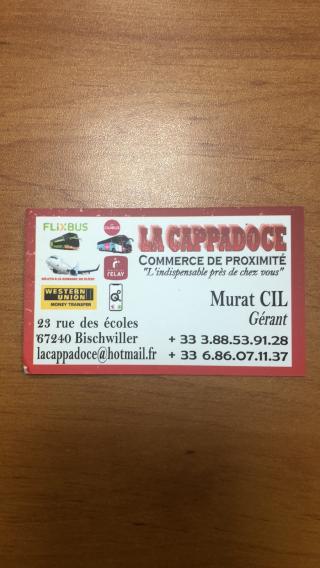 FLiXBUS
OUIBUS
LA CAPPADOCE
COMMERCE DE PROXIMITÉ
"L'indispensable près de chez vous"
RELAY
WESTERN UNION
MONEY TRANSFER
Murat CIL
Gérant
23 rue des écoles
67240 Bischwiller
+ 33 3.88.53.91.28
lacappadoce@hotmail.fr
+ 33 6.86.07.11.37